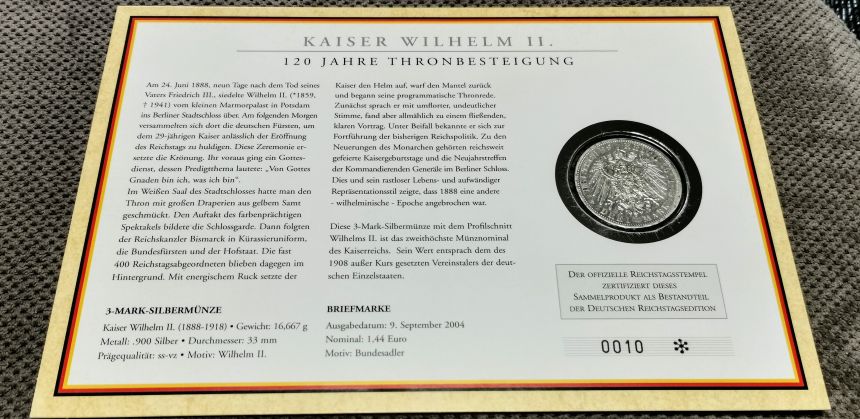 KAISER WILHELM II.
120 JAHRE THRONBESTEIGUNG
Am 24. Juni 1888, neun Tage nach dem Tod seines
Vaters Friedrich III., siedelte Wilhelm II. (*1859,
† 1941) vom kleinen Marmorpalast in Potsdam
ins Berliner Stadtschloss über. Am folgenden Morgen
versammelten sich dort die deutschen Fürsten, um
dem 29-jährigen Kaiser anlässlich der Eröffnung
des Reichstags zu huldigen. Diese Zeremonie er-
setzte die Krönung. Ihr voraus ging ein Gottes-
dienst, dessen Predigtthema lautete: „Von Gottes
Gnaden bin ich, was ich bin".
Im Weißen Saal des Stadtschlosses hatte man den
Thron mit großen Draperien aus gelbem Samt
geschmückt. Den Auftakt des farbenprächtigen
Spektakels bildete die Schlossgarde. Dann folgten
der Reichskanzler Bismarck in Kürassieruniform,
die Bundesfürsten und der Hofstaat. Die fast
400 Reichstagsabgeordneten blieben dagegen im
Hintergrund. Mit energischem Ruck setzte der
Kaiser den Helm auf, warf den Mantel zurück
und begann seine programmatische Thronrede.
Zunächst sprach er mit umflorter, undeutlicher
Stimme, fand aber allmählich zu einem fließenden,
klaren Vortrag. Unter Beifall bekannte er sich zur
Fortführung der bisherigen Reichspolitik. Zu den
Neuerungen des Monarchen gehörten reichsweit
gefeierte Kaisergeburtstage und die Neujahrstreffen
der Kommandierenden Generäle im Berliner Schloss.
Dies und sein rastloser Lebens- und aufwändiger
Repräsentationsstil zeigte, dass 1888 eine andere
- wilhelminische - Epoche angebrochen war.
Diese 3-Mark-Silbermünze mit dem Profilschnitt
Wilhelms II. ist das zweithöchste Münznominal
des Kaiserreichs. Sein Wert entsprach dem des
1908 außer Kurs gesetzten Vereinstalers der deut-
schen Einzelstaaten.
3-MARK-SILBERMÜNZE
Kaiser Wilhelm II. (1888-1918) • Gewicht: 16,667 g
Metall: .900 Silber • Durchmesser: 33 mm
Prägequalität: ss-vz • Motiv: Wilhelm II.
BRIEFMARKE
Ausgabedatum: 9. September 2004
Nominal: 1.44 Euro
Motiv: Bundesadler
DER OFFIZIELLE REICHSTAGSSTEMPEL
ZERTIFIZIERT DIESES
SAMMELPRODUKT ALS BESTANDTEIL
DER DEUTSCHEN REICHSTAGSEDITION
0010 *